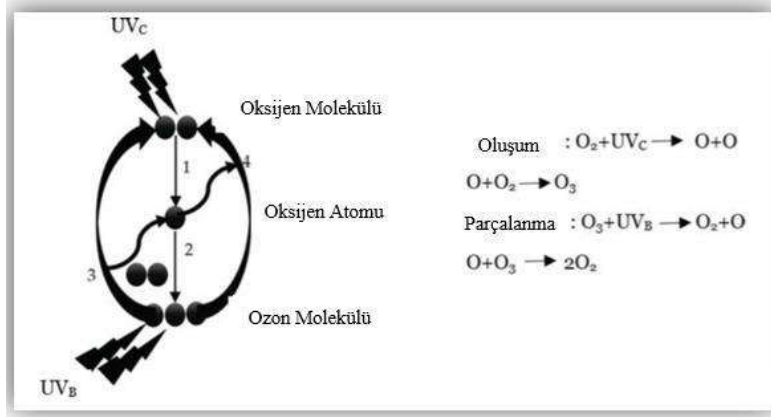 UVC
Oksijen Molekülü
1
4
Oksijen Atomu
2
3
Ozon Molekülü
UVB
Oluşum : O₂+UVC → O+O
O+O₂ → O₃
Parçalanma : O₃+UVB → O₂+O
O+O₃ → 2O₂